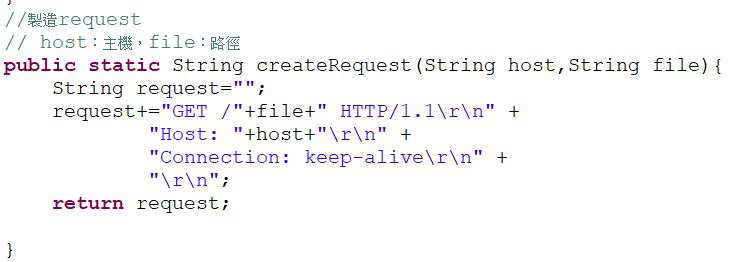 }
//製造request
// host：主機，file：路徑
public static String createRequest(String host,String file){
String request="";
request+="GET /"+file+" HTTP/1.1\r\n" +
"Host: "+host+"\r\n" +
"Connection: keep-alive\r\n" +
"\r\n";
return request;
}